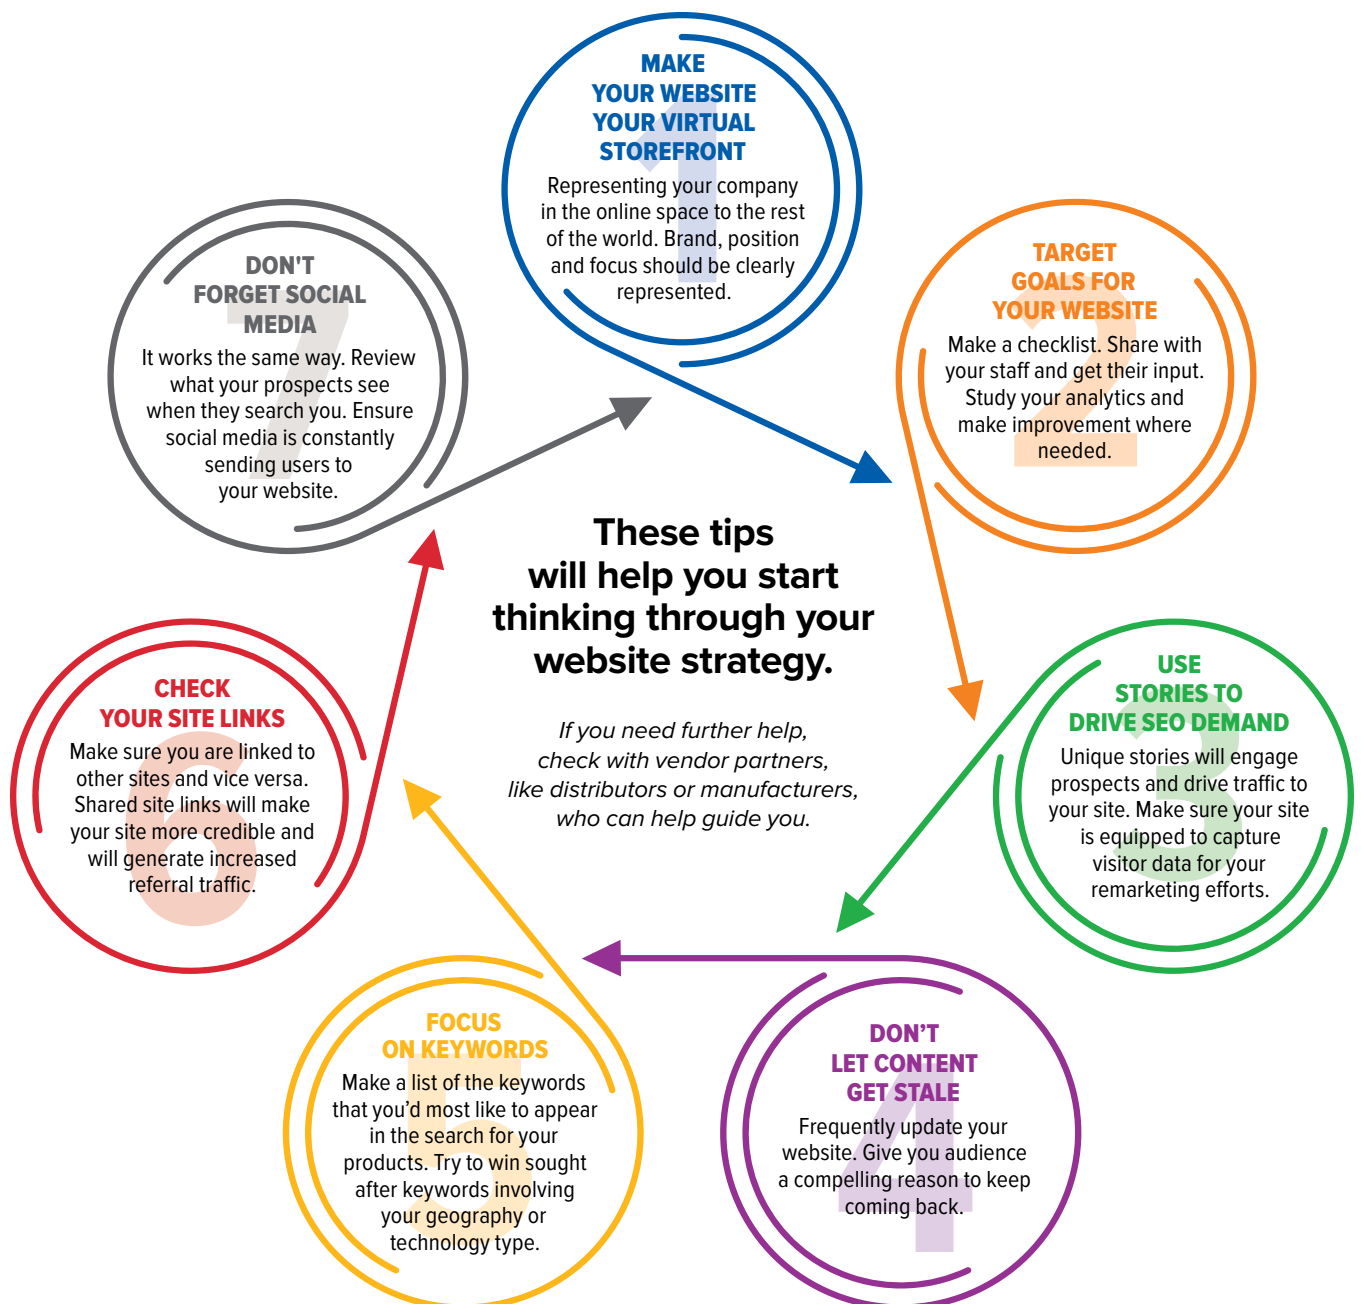 1
MAKE
YOUR WEBSITE
YOUR VIRTUAL
STOREFRONT
Representing your company
in the online space to the rest
of the world. Brand, position
and focus should be clearly
represented.
2
TARGET
GOALS FOR
YOUR WEBSITE
Make a checklist. Share with
your staff and get their input.
Study your analytics and
make improvement where
needed.
3
USE
STORIES TO
DRIVE SEO DEMAND
Unique stories will engage
prospects and drive traffic to
your site. Make sure your site
is equipped to capture
visitor data for your
remarketing efforts.
4
DON’T
LET CONTENT
GET STALE
Frequently update your
website. Give you audience
a compelling reason to keep
coming back.
5
FOCUS
ON KEYWORDS
Make a list of the keywords
that you’d most like to appear
in the search for your
products. Try to win sought
after keywords involving
your geography or
technology type.
6
CHECK
YOUR SITE LINKS
Make sure you are linked to
other sites and vice versa.
Shared site links will make
your site more credible and
will generate increased
referral traffic.
7
DON'T
FORGET SOCIAL
MEDIA
It works the same way. Review
what your prospects see
when they search you. Ensure
social media is constantly
sending users to
your website.
These tips
will help you start
thinking through your
website strategy.
If you need further help,
check with vendor partners,
like distributors or manufacturers,
who can help guide you.